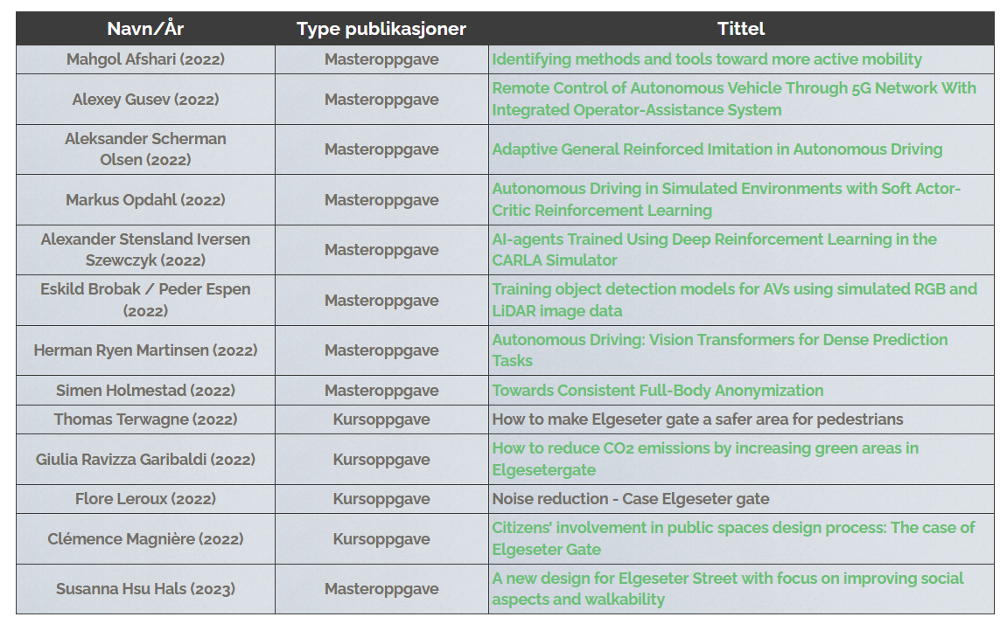 Navn/År Type publikasjoner Tittel
Mahgol Afshari (2022) Masteroppgave Identifying methods and tools toward more active mobility
Alexey Gusev (2022) Masteroppgave Remote Control of Autonomous Vehicle Through 5G Network With
Integrated Operator-Assistance System
Aleksander Scherman
Olsen (2022) Masteroppgave Adaptive General Reinforced Imitation in Autonomous Driving
Markus Opdahl (2022) Masteroppgave Autonomous Driving in Simulated Environments with Soft Actor-
Critic Reinforcement Learning
Alexander Stensland Iversen
Szewczyk (2022) Masteroppgave AI-agents Trained Using Deep Reinforcement Learning in the
CARLA Simulator
Eskild Brobak / Peder Espen
(2022) Masteroppgave Training object detection models for AVs using simulated RGB and
LiDAR image data
Herman Ryen Martinsen (2022) Masteroppgave Autonomous Driving: Vision Transformers for Dense Prediction
Tasks
Simen Holmestad (2022) Masteroppgave Towards Consistent Full-Body Anonymization
Thomas Terwagne (2022) Kursoppgave How to make Elgeseter gate a safer area for pedestrians
Giulia Ravizza Garibaldi (2022) Kursoppgave How to reduce CO2 emissions by increasing green areas in
Elgesetergate
Flore Leroux (2022) Kursoppgave Noise reduction - Case Elgeseter gate
Clémence Magnière (2022) Kursoppgave Citizens' involvement in public spaces design process: The case of
Elgeseter Gate
Susanna Hsu Hals (2023) Masteroppgave A new design for Elgeseter Street with focus on improving social
aspects and walkability